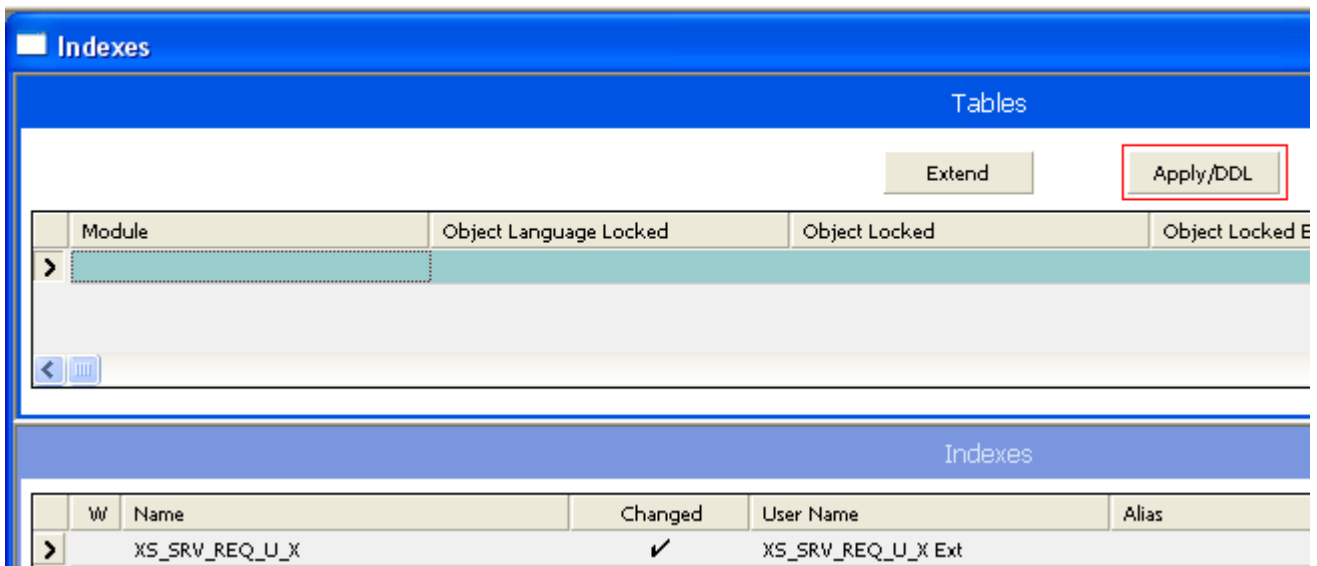 Indexes
Tables
Extend Apply/DDL
Module Object Language Locked Object Locked Object Locked E
Indexes
W Name Changed User Name Alias
XS_SRV_REQ_U_X ✔ XS_SRV_REQ_U_X Ext